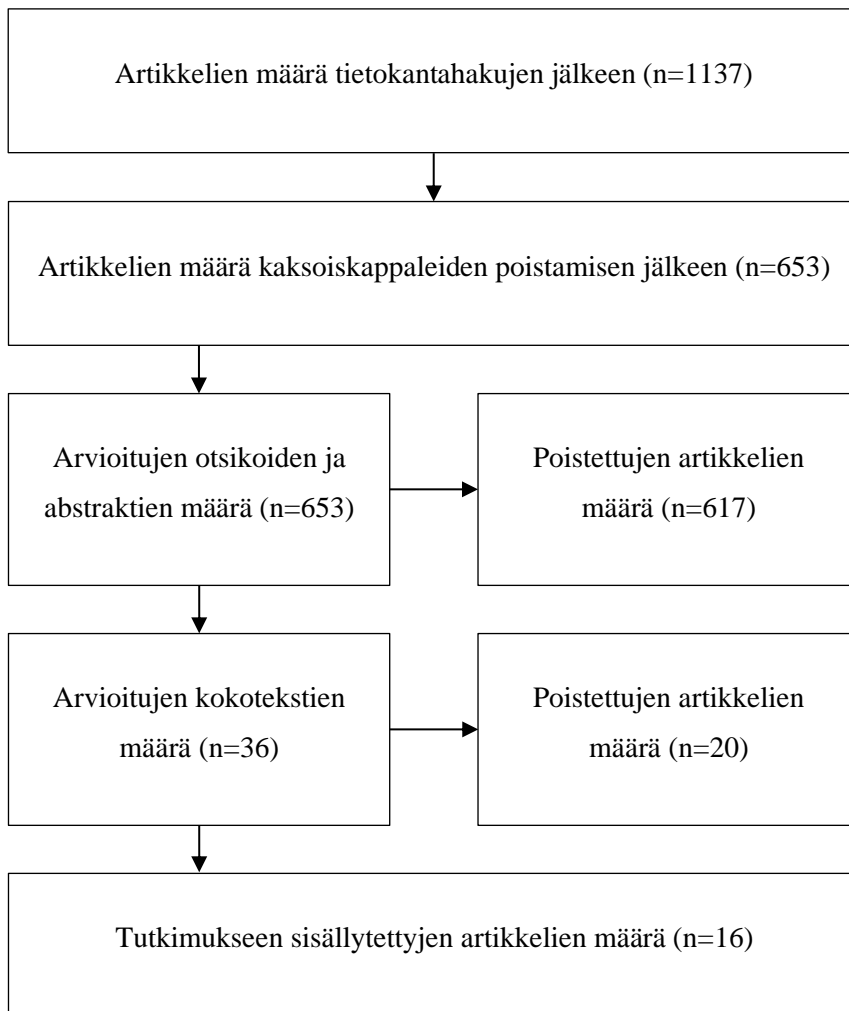 Artikkelien määrä tietokantahakujen jälkeen (n=1137)
Artikkelien määrä kaksoiskappaleiden poistamisen jälkeen (n=653)
Arvioitujen otsikoiden ja
abstraktien määrä (n=653)
Poistettujen artikkelien
määrä (n=617)
Arvioitujen kokotekstien
määrä (n=36)
Poistettujen artikkelien
määrä (n=20)
Tutkimukseen sisällytettyjen artikkelien määrä (n=16)